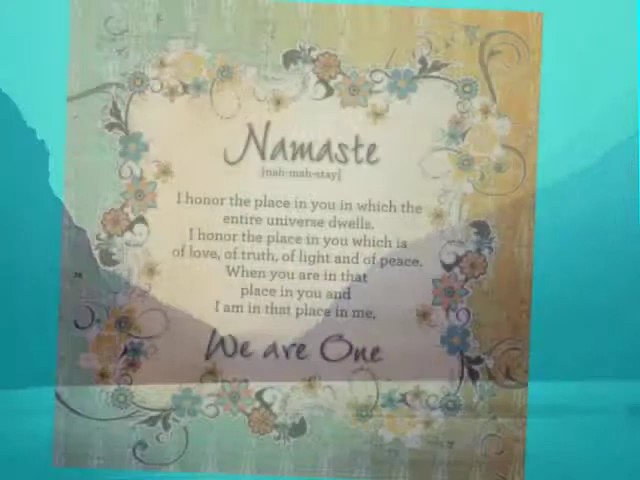 Namaste
[nah·mah·stay]
I honor the place in you in which the
entire universe dwells.
I honor the place in you which is
of love, of truth, of light and of peace.
When you are in that
place in you and
I am in that place in me,
We are One